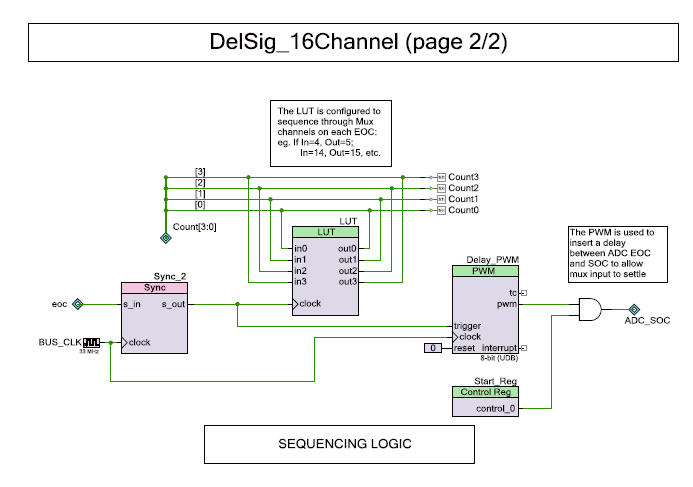 DelSig_16Channel (page 2/2)
The LUT is configured to
sequence through Mux
channels on each EOC:
eg. If In=4, Out=5;
In=14, Out=15, etc.
[3]
[2]
[1]
[0]
Count3
Count2
Count1
Count0
Count[3:0]
LUT
LUT
in0 out0
in1 out1
in2 out2
in3 out3
clock
The PWM is used to
insert a delay
between ADC EOC
and SOC to allow
mux input to settle
Sync_2
Sync
eoc
s_in s_out
BUS_CLK
33 MHz
clock
Delay_PWM
PWM
tc
pwm
trigger
clock
0
reset interrupt
8-bit (UDB)
ADC_SOC
Start_Reg
Control Reg
control_0
SEQUENCING LOGIC